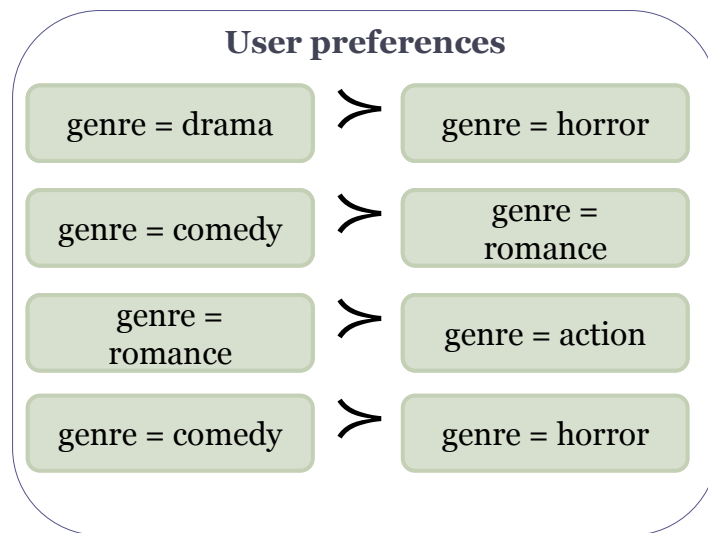 User preferences
genre = drama ≻ genre = horror
genre = comedy ≻ genre =
romance
genre =
romance ≻ genre = action
genre = comedy ≻ genre = horror